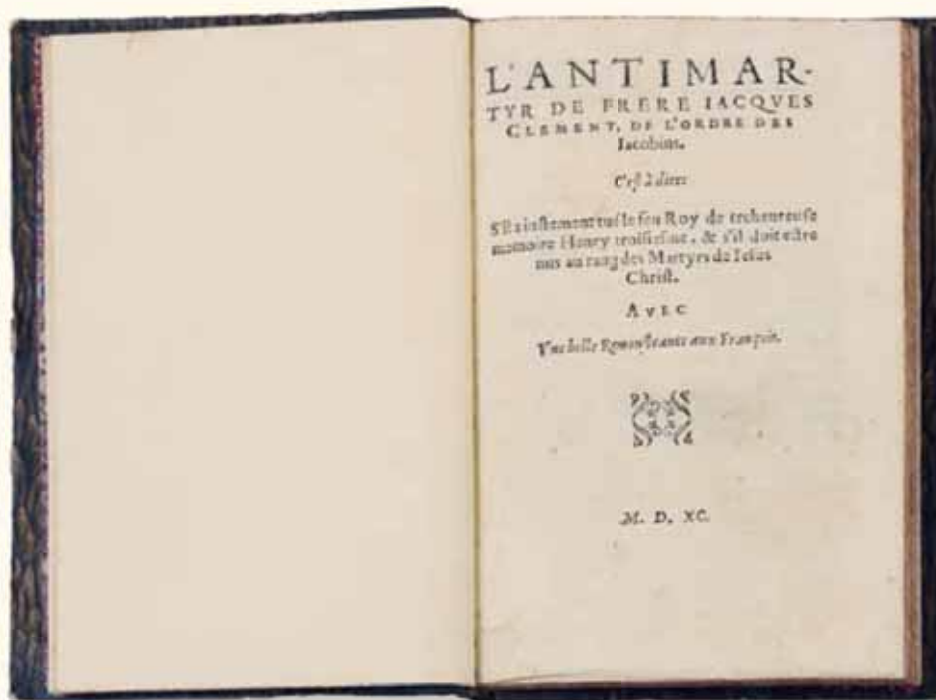 L'ANTIMAR-
TYR DE FRERE IACQVES
CLEMENT, DE L'ORDRE DES
Iacobins.
C'eſt à dire:
S'il a iuſtement tué le feu Roy de treſheureuſe
memoire Henry troiſieſme, & s'il doit eſtre
mis au rang des Martyrs de Ieſus
Chriſt.
AVEC
Vne belle Remonſtrance aux François.
M. D. XC.